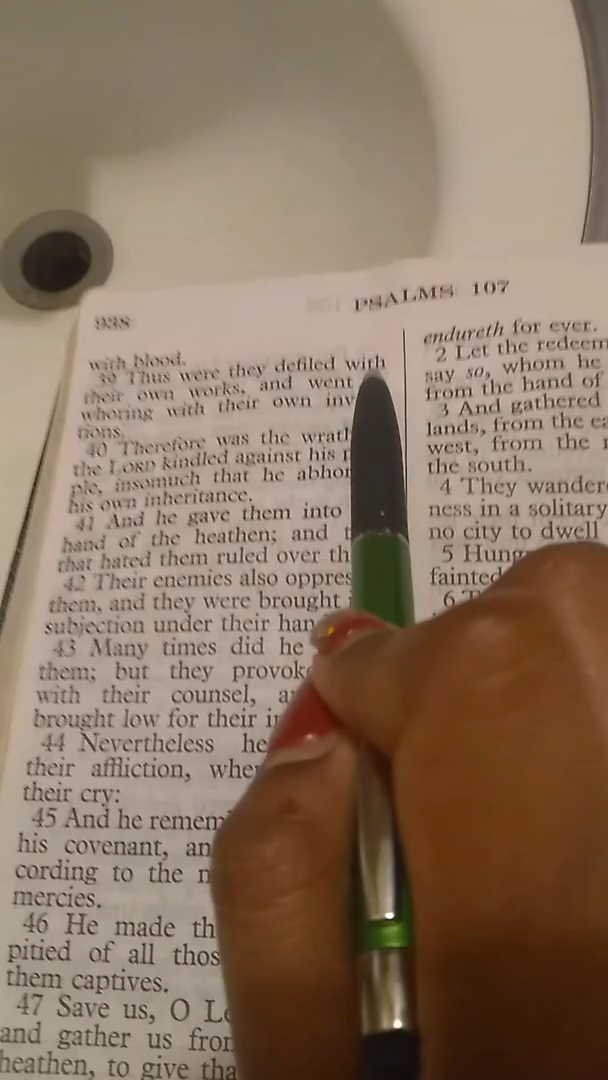 938
PSALMS 107
with blood.
39 Thus were they defiled with
their own works, and went
whoring with their own inv
tions.
40 Therefore was the wrath
the LORD kindled against his p
ple, insomuch that he abhor
his own inheritance.
41 And he gave them into
hand of the heathen; and t
that hated them ruled over th
42 Their enemies also oppres
them, and they were brought i
subjection under their han
43 Many times did he
them; but they provok
with their counsel, a
brought low for their i
44 Nevertheless he
their affliction, whe
their cry:
45 And he remem
his covenant, an
cording to the m
mercies.
46 He made th
pitied of all thos
them captives.
47 Save us, O L
and gather us fro
heathen, to give tha
endureth for ever.
2 Let the redeem
say so, whom he
from the hand of
3 And gathered
lands, from the ea
west, from the n
the south.
4 They wander
ness in a solitary
no city to dwell
5 Hung
fainted
6 T